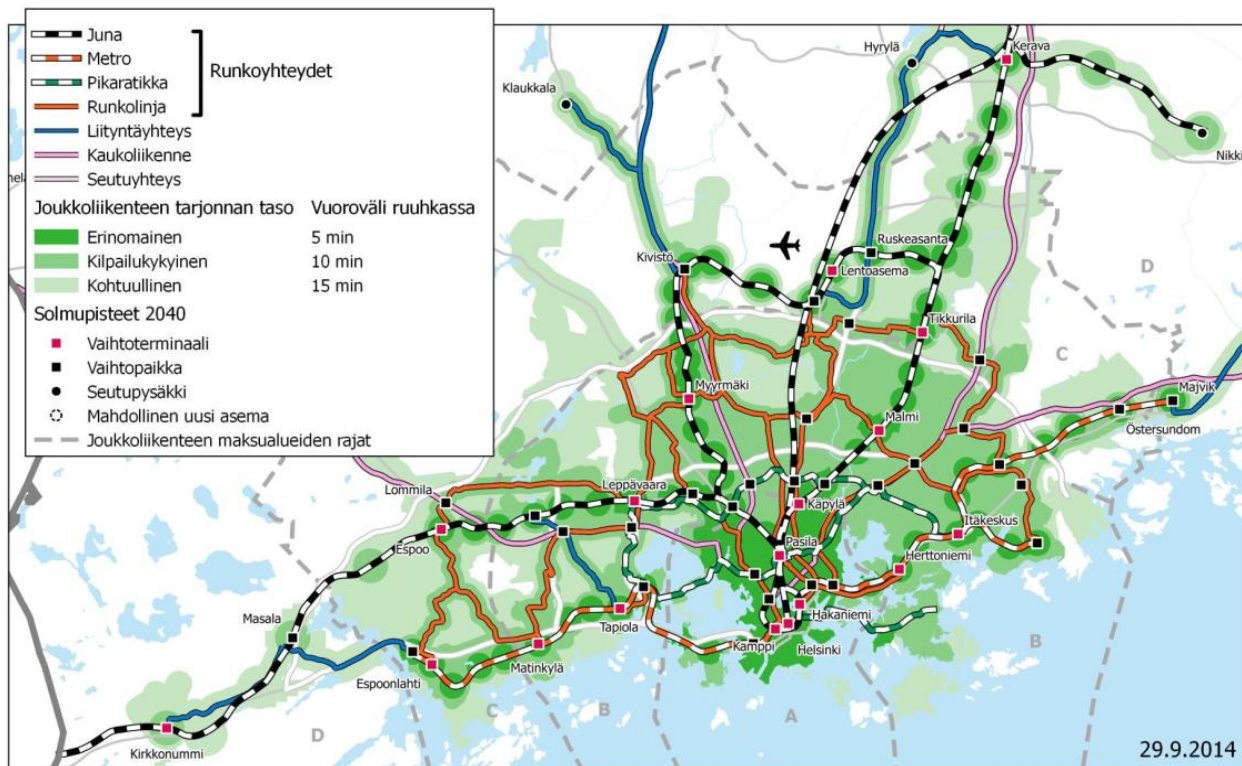 Juna
Metro
Pikaratikka
Runkolinja
Runkoyhteydet
Liityntäyhteys
Kaukoliikenne
Seutuyhteys
Joukkoliikenteen tarjonnan taso Vuoroväli ruuhkassa
Erinomainen 5 min
Kilpailukykyinen 10 min
Kohtuullinen 15 min
Solmupisteet 2040
Vaihtoterminaali
Vaihtopaikka
Seutupysäkki
Mahdollinen uusi asema
Joukkoliikenteen maksualueiden rajat
Hyrylä
Kerava
Klaukkala
Nikki
Ruskeasanta
Kivistö
Lentoasema
D
Tikkurila
C
Myyrmäki
Majvik
Malmi
Östersundom
Lommila
Leppävaara
Käpylä
Itäkeskus
Espoo
Pasila
Herttoniemi
Masala
Tapiola
Hakaniemi
Kamppi
Helsinki
B
Matinkylä
Espoonlahti
C
B
A
D
Kirkkonummi
29.9.2014